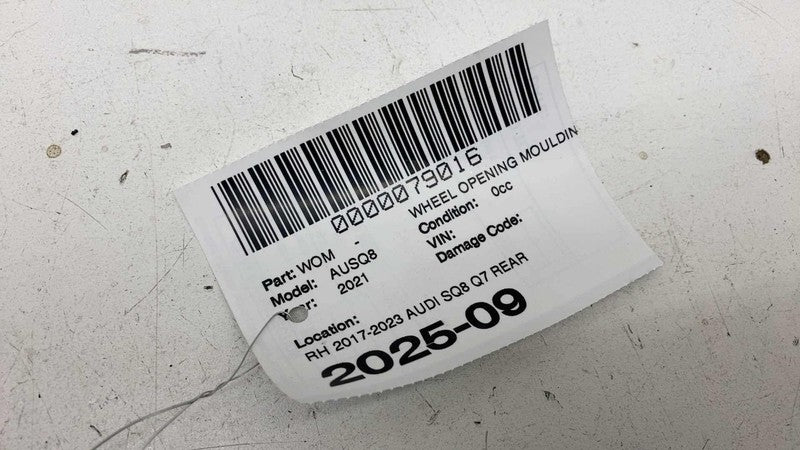 0000079016
Part: WOM - WHEEL OPENING MOULDIN
Model: AUSQ8 Condition: 0cc
Year: 2021 VIN:
Damage Code:
Location:
RH 2017-2023 AUDI SQ8 Q7 REAR
2025-09